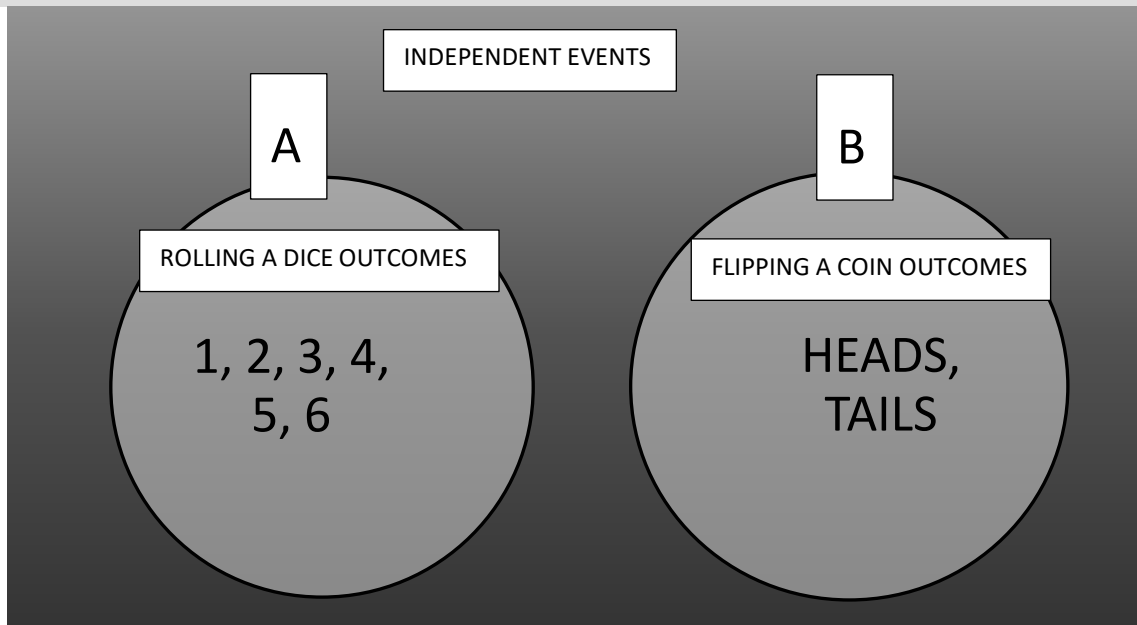 INDEPENDENT EVENTS
A
B
ROLLING A DICE OUTCOMES
FLIPPING A COIN OUTCOMES
1, 2, 3, 4,
5, 6
HEADS,
TAILS